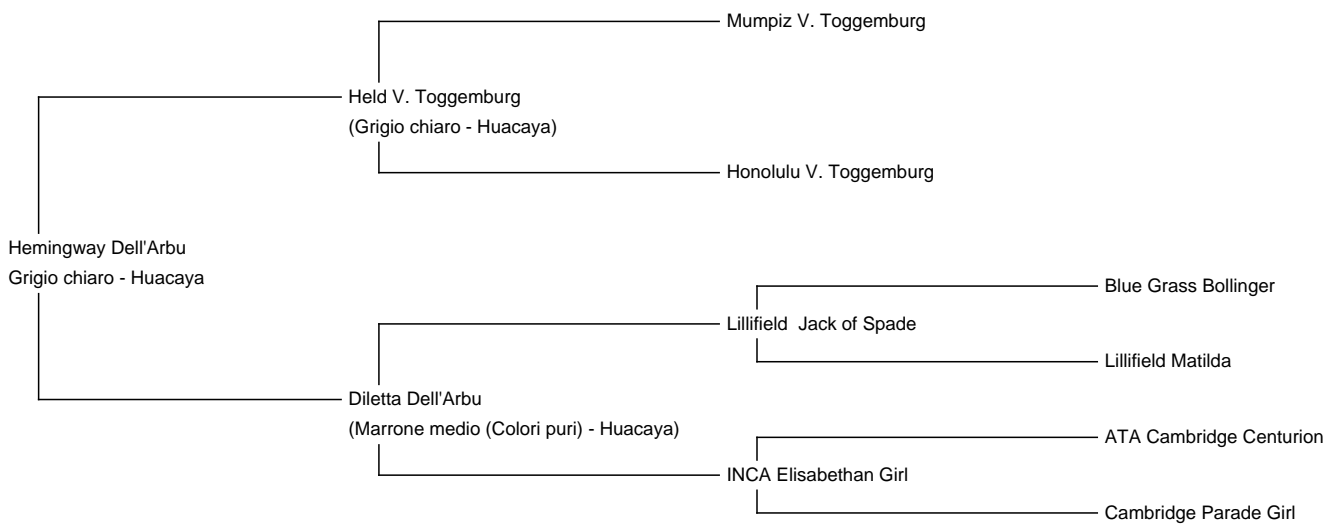 Mumpiz V. Toggemburg
Held V. Toggemburg
(Grigio chiaro - Huacaya)
Honolulu V. Toggemburg
Hemingway Dell'Arbu
Grigio chiaro - Huacaya
Blue Grass Bollinger
Lillifield  Jack of Spade
Lillifield Matilda
Diletta Dell'Arbu
(Marrone medio (Colori puri) - Huacaya)
ATA Cambridge Centurion
INCA Elisabethan Girl
Cambridge Parade Girl